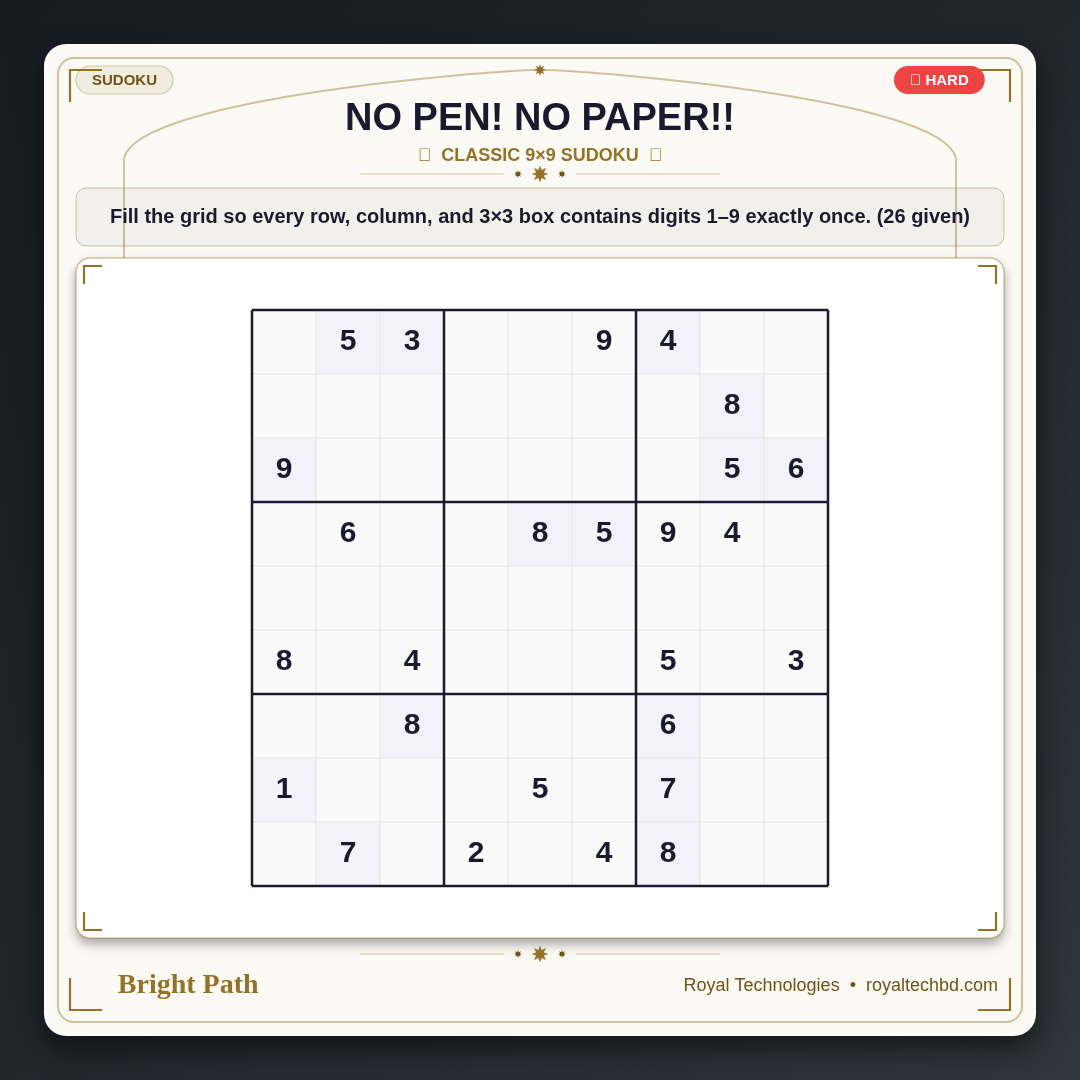 SUDOKU
HARD
NO PEN! NO PAPER!!
CLASSIC 9×9 SUDOKU
Fill the grid so every row, column, and 3×3 box contains digits 1–9 exactly once. (26 given)
5 3 9 4
8
9 5 6
6 8 5 9 4
8 4 5 3
8 6
1 5 7
7 2 4 8
Bright Path
Royal Technologies • royaltechbd.com